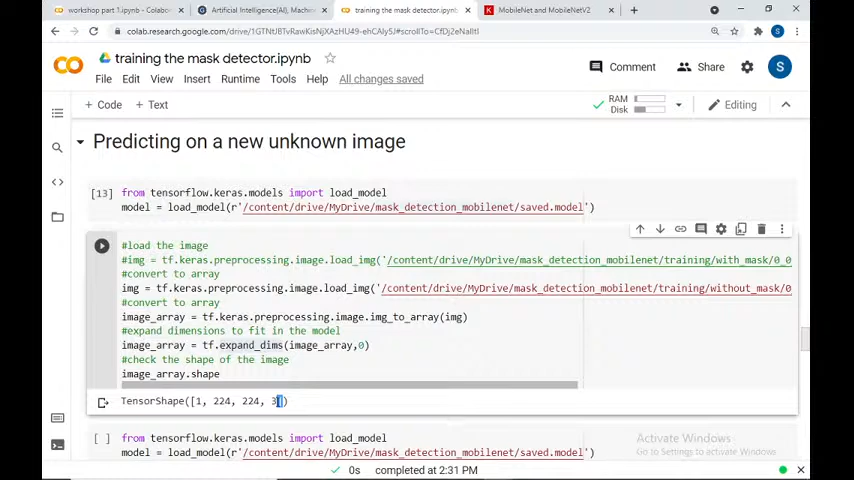 workshop part ?.ipynb - Colabo
Artificial Intelligence(AI), Machine
training the mask detector.ipynb
MobileNet and MobileNetV2
colab.research.google.com/drive/
training the mask detector.ipynb
All changes saved
File Edit View Insert Runtime Tools Help
Comment Share S
+ Code + Text
RAM
Disk
Editing
Predicting on a new unknown image
[13] from tensorflow.keras.models import load_model
model = load_model(r'/content/drive/MyDrive/mask_detection_mobilenet/saved.model')
#load the image
#img = tf.keras.preprocessing.image.load_img('/content/drive/MyDrive/mask_detection_mobilenet/training/with_mask/0_0
#convert to array
img = tf.keras.preprocessing.image.load_img('/content/drive/MyDrive/mask_detection_mobilenet/training/without_mask/0
#convert to array
image_array = tf.keras.preprocessing.image.img_to_array(img)
#expand dimensions to fit in the model
image_array = tf.expand_dims(image_array,0)
#check the shape of the image
image_array.shape
TensorShape([1, 224, 224, 3])
[ ] from tensorflow.keras.models import load_model
model = load_model(r'/content/drive/MyDrive/mask_detection_mobilenet/saved.model')
Activate Windows
Go to Settings to activate Windows.
0s completed at 2:31 PM